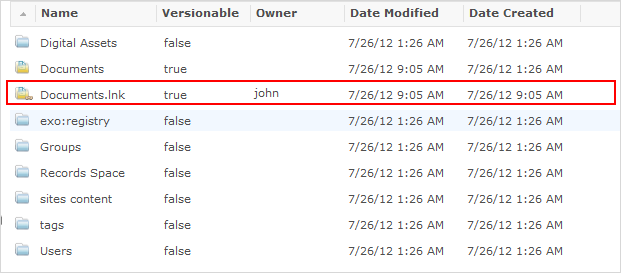 Name Versionable Owner Date Modified Date Created
Digital Assets false 7/26/12 1:26 AM 7/26/12 1:26 AM
Documents true 7/26/12 9:05 AM 7/26/12 1:26 AM
Documents.lnk true john 7/26/12 9:05 AM 7/26/12 9:05 AM
exo:registry false 7/26/12 1:26 AM 7/26/12 1:26 AM
Groups false 7/26/12 1:26 AM 7/26/12 1:26 AM
Records Space false 7/26/12 1:26 AM 7/26/12 1:26 AM
sites content false 7/26/12 1:26 AM 7/26/12 1:26 AM
tags false 7/26/12 1:26 AM 7/26/12 1:26 AM
Users false 7/26/12 1:26 AM 7/26/12 1:26 AM